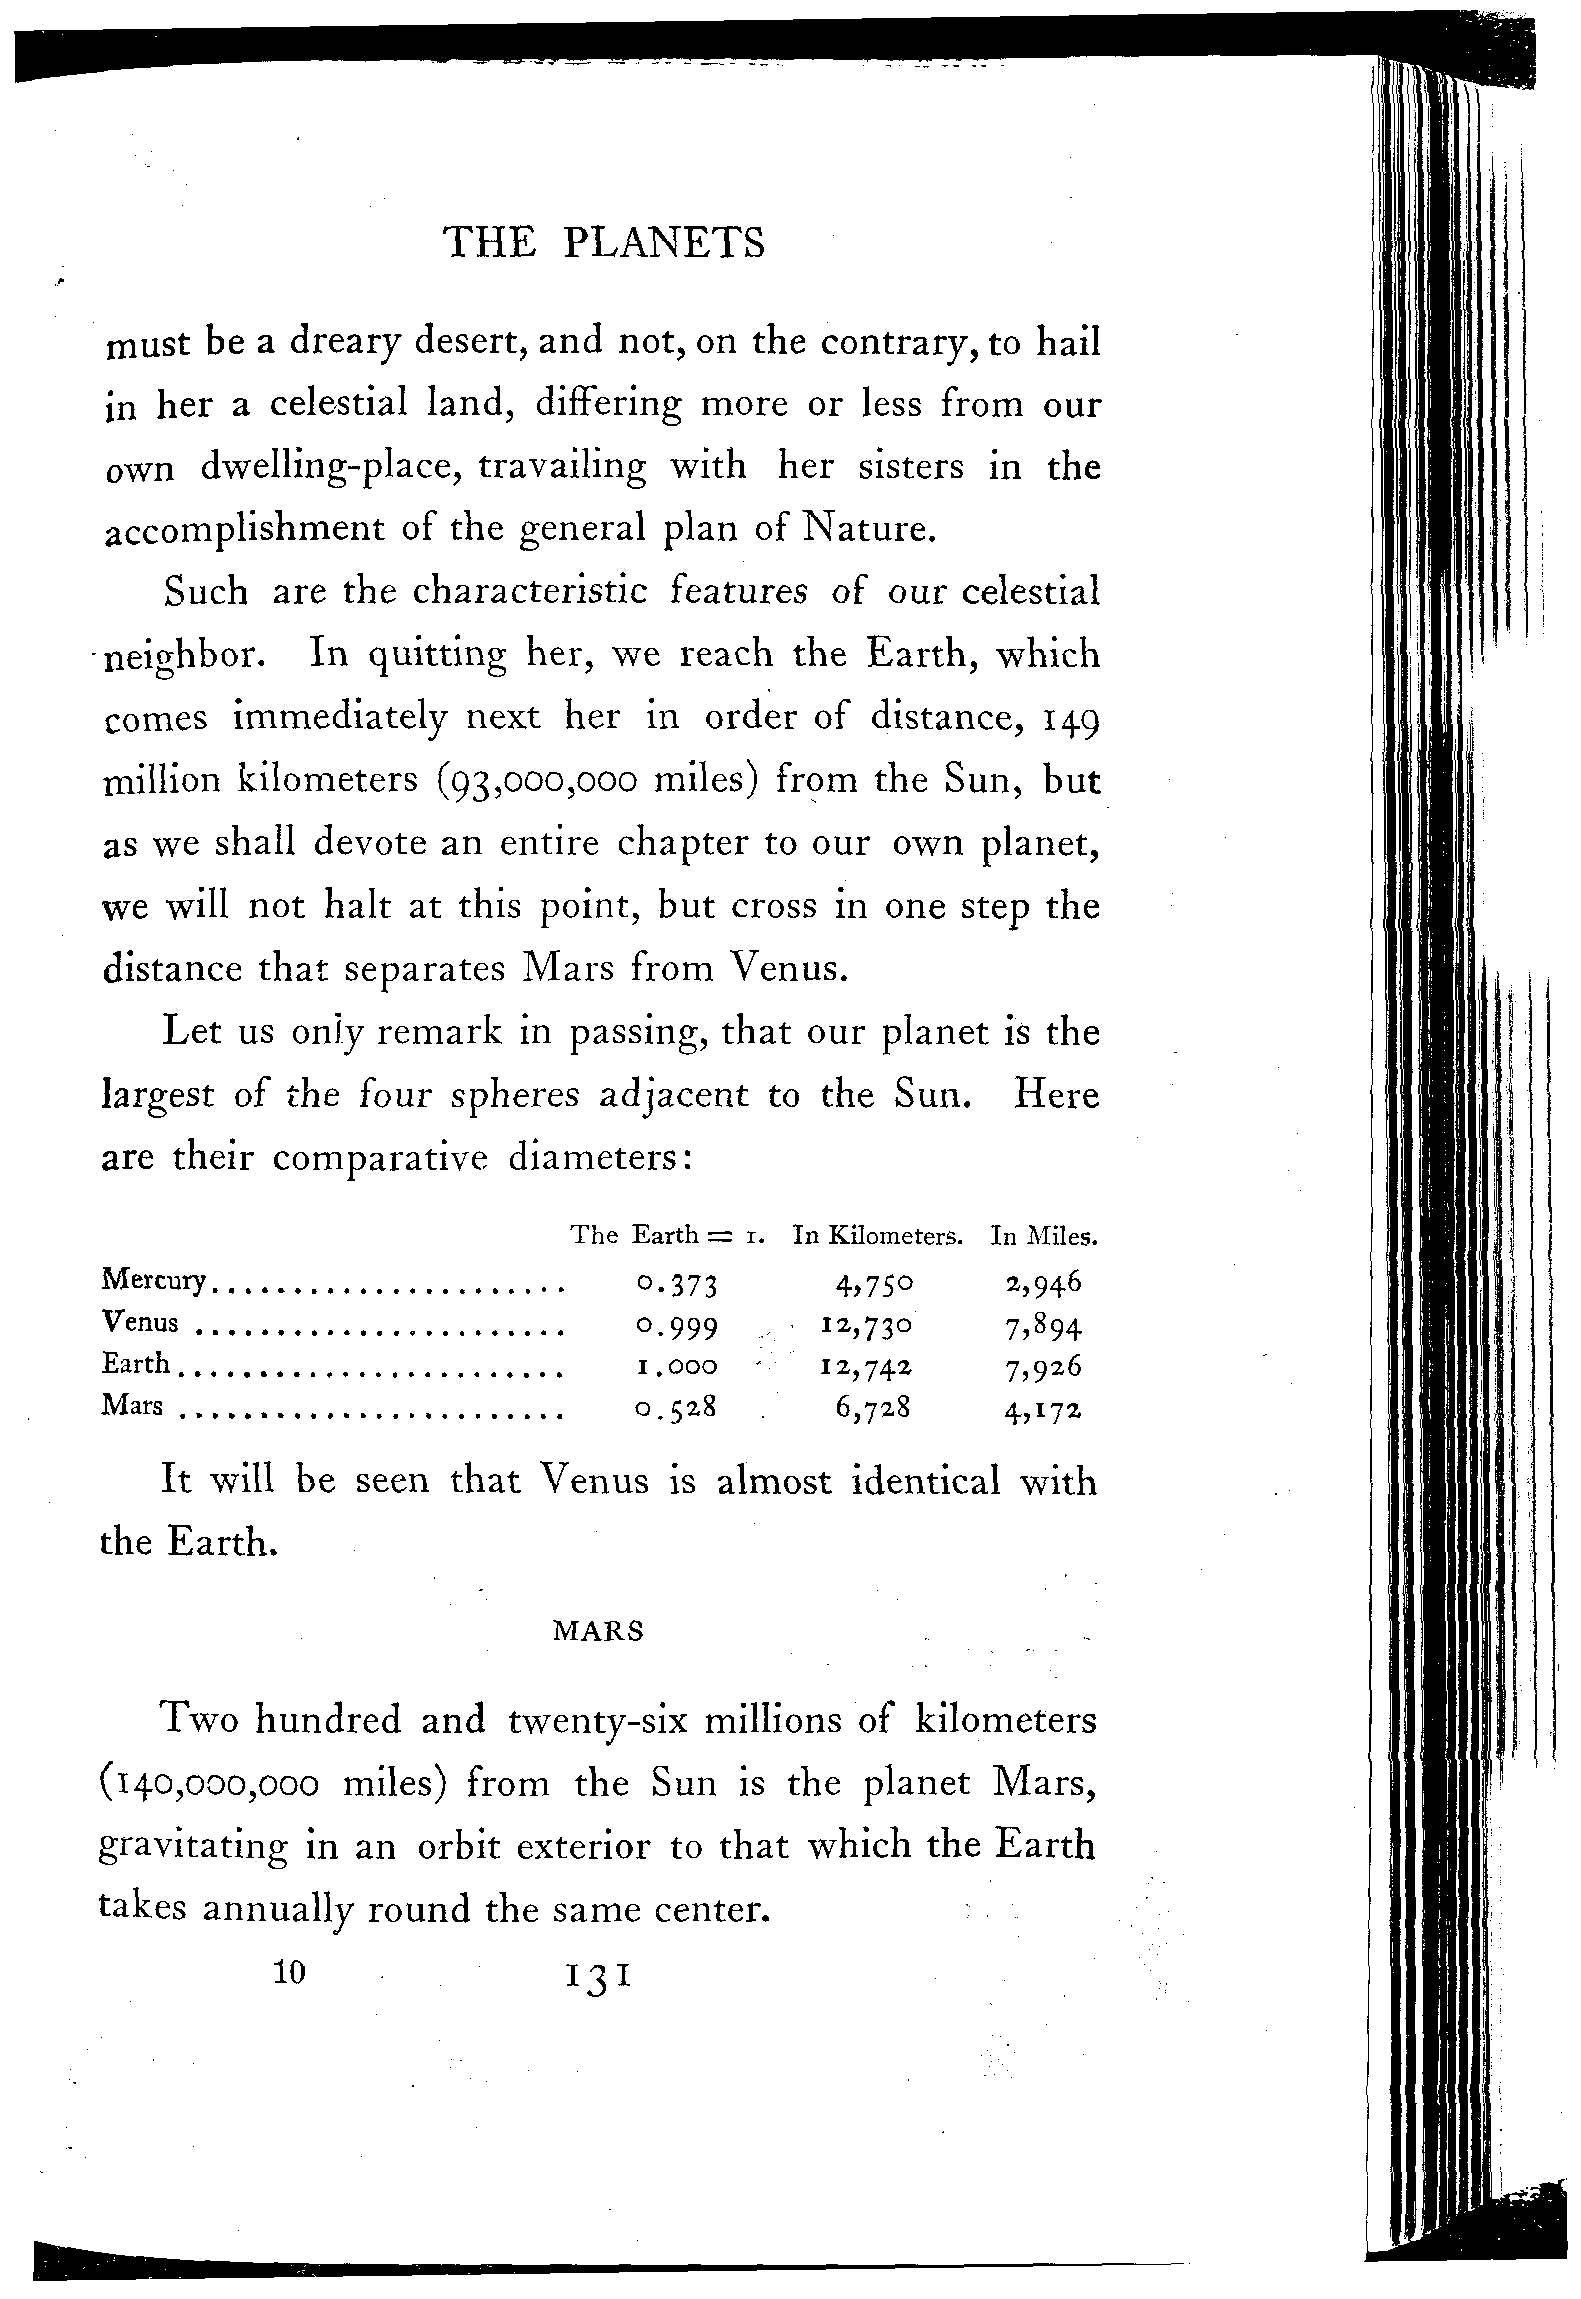 THE PLANETS
must be a dreary desert, and not, on the contrary, to hail
in her a celestial land, differing more or less from our
own dwelling-place, travailing with her sisters in the
accomplishment of the general plan of Nature.
Such are the characteristic features of our celestial
neighbor. In quitting her, we reach the Earth, which
comes immediately next her in order of distance, 149
million kilometers (93,000,000 miles) from the Sun, but
as we shall devote an entire chapter to our own planet,
we will not halt at this point, but cross in one step the
distance that separates Mars from Venus.
Let us only remark in passing, that our planet is the
largest of the four spheres adjacent to the Sun. Here
are their comparative diameters:
The Earth = 1. In Kilometers. In Miles.
Mercury...................... 0.373 4,750 2,946
Venus ....................... 0.999 12,730 7,894
Earth........................ 1.000 12,742 7,926
Mars ........................ 0.528 6,728 4,172
It will be seen that Venus is almost identical with
the Earth.
MARS
Two hundred and twenty-six millions of kilometers
(140,000,000 miles) from the Sun is the planet Mars,
gravitating in an orbit exterior to that which the Earth
takes annually round the same center.
10 131